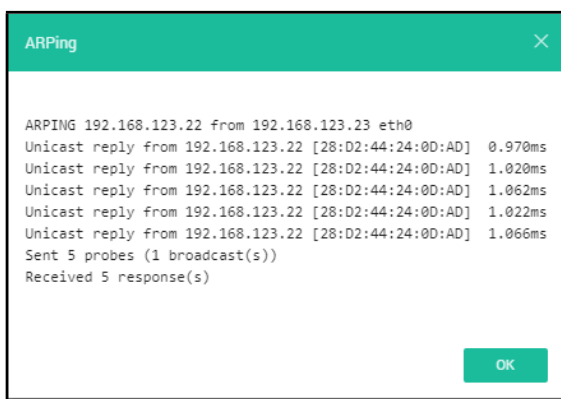 ARPing
ARPING 192.168.123.22 from 192.168.123.23 eth0
Unicast reply from 192.168.123.22 [28:D2:44:24:0D:AD]  0.970ms
Unicast reply from 192.168.123.22 [28:D2:44:24:0D:AD]  1.020ms
Unicast reply from 192.168.123.22 [28:D2:44:24:0D:AD]  1.062ms
Unicast reply from 192.168.123.22 [28:D2:44:24:0D:AD]  1.022ms
Unicast reply from 192.168.123.22 [28:D2:44:24:0D:AD]  1.066ms
Sent 5 probes (1 broadcast(s))
Received 5 response(s)
OK